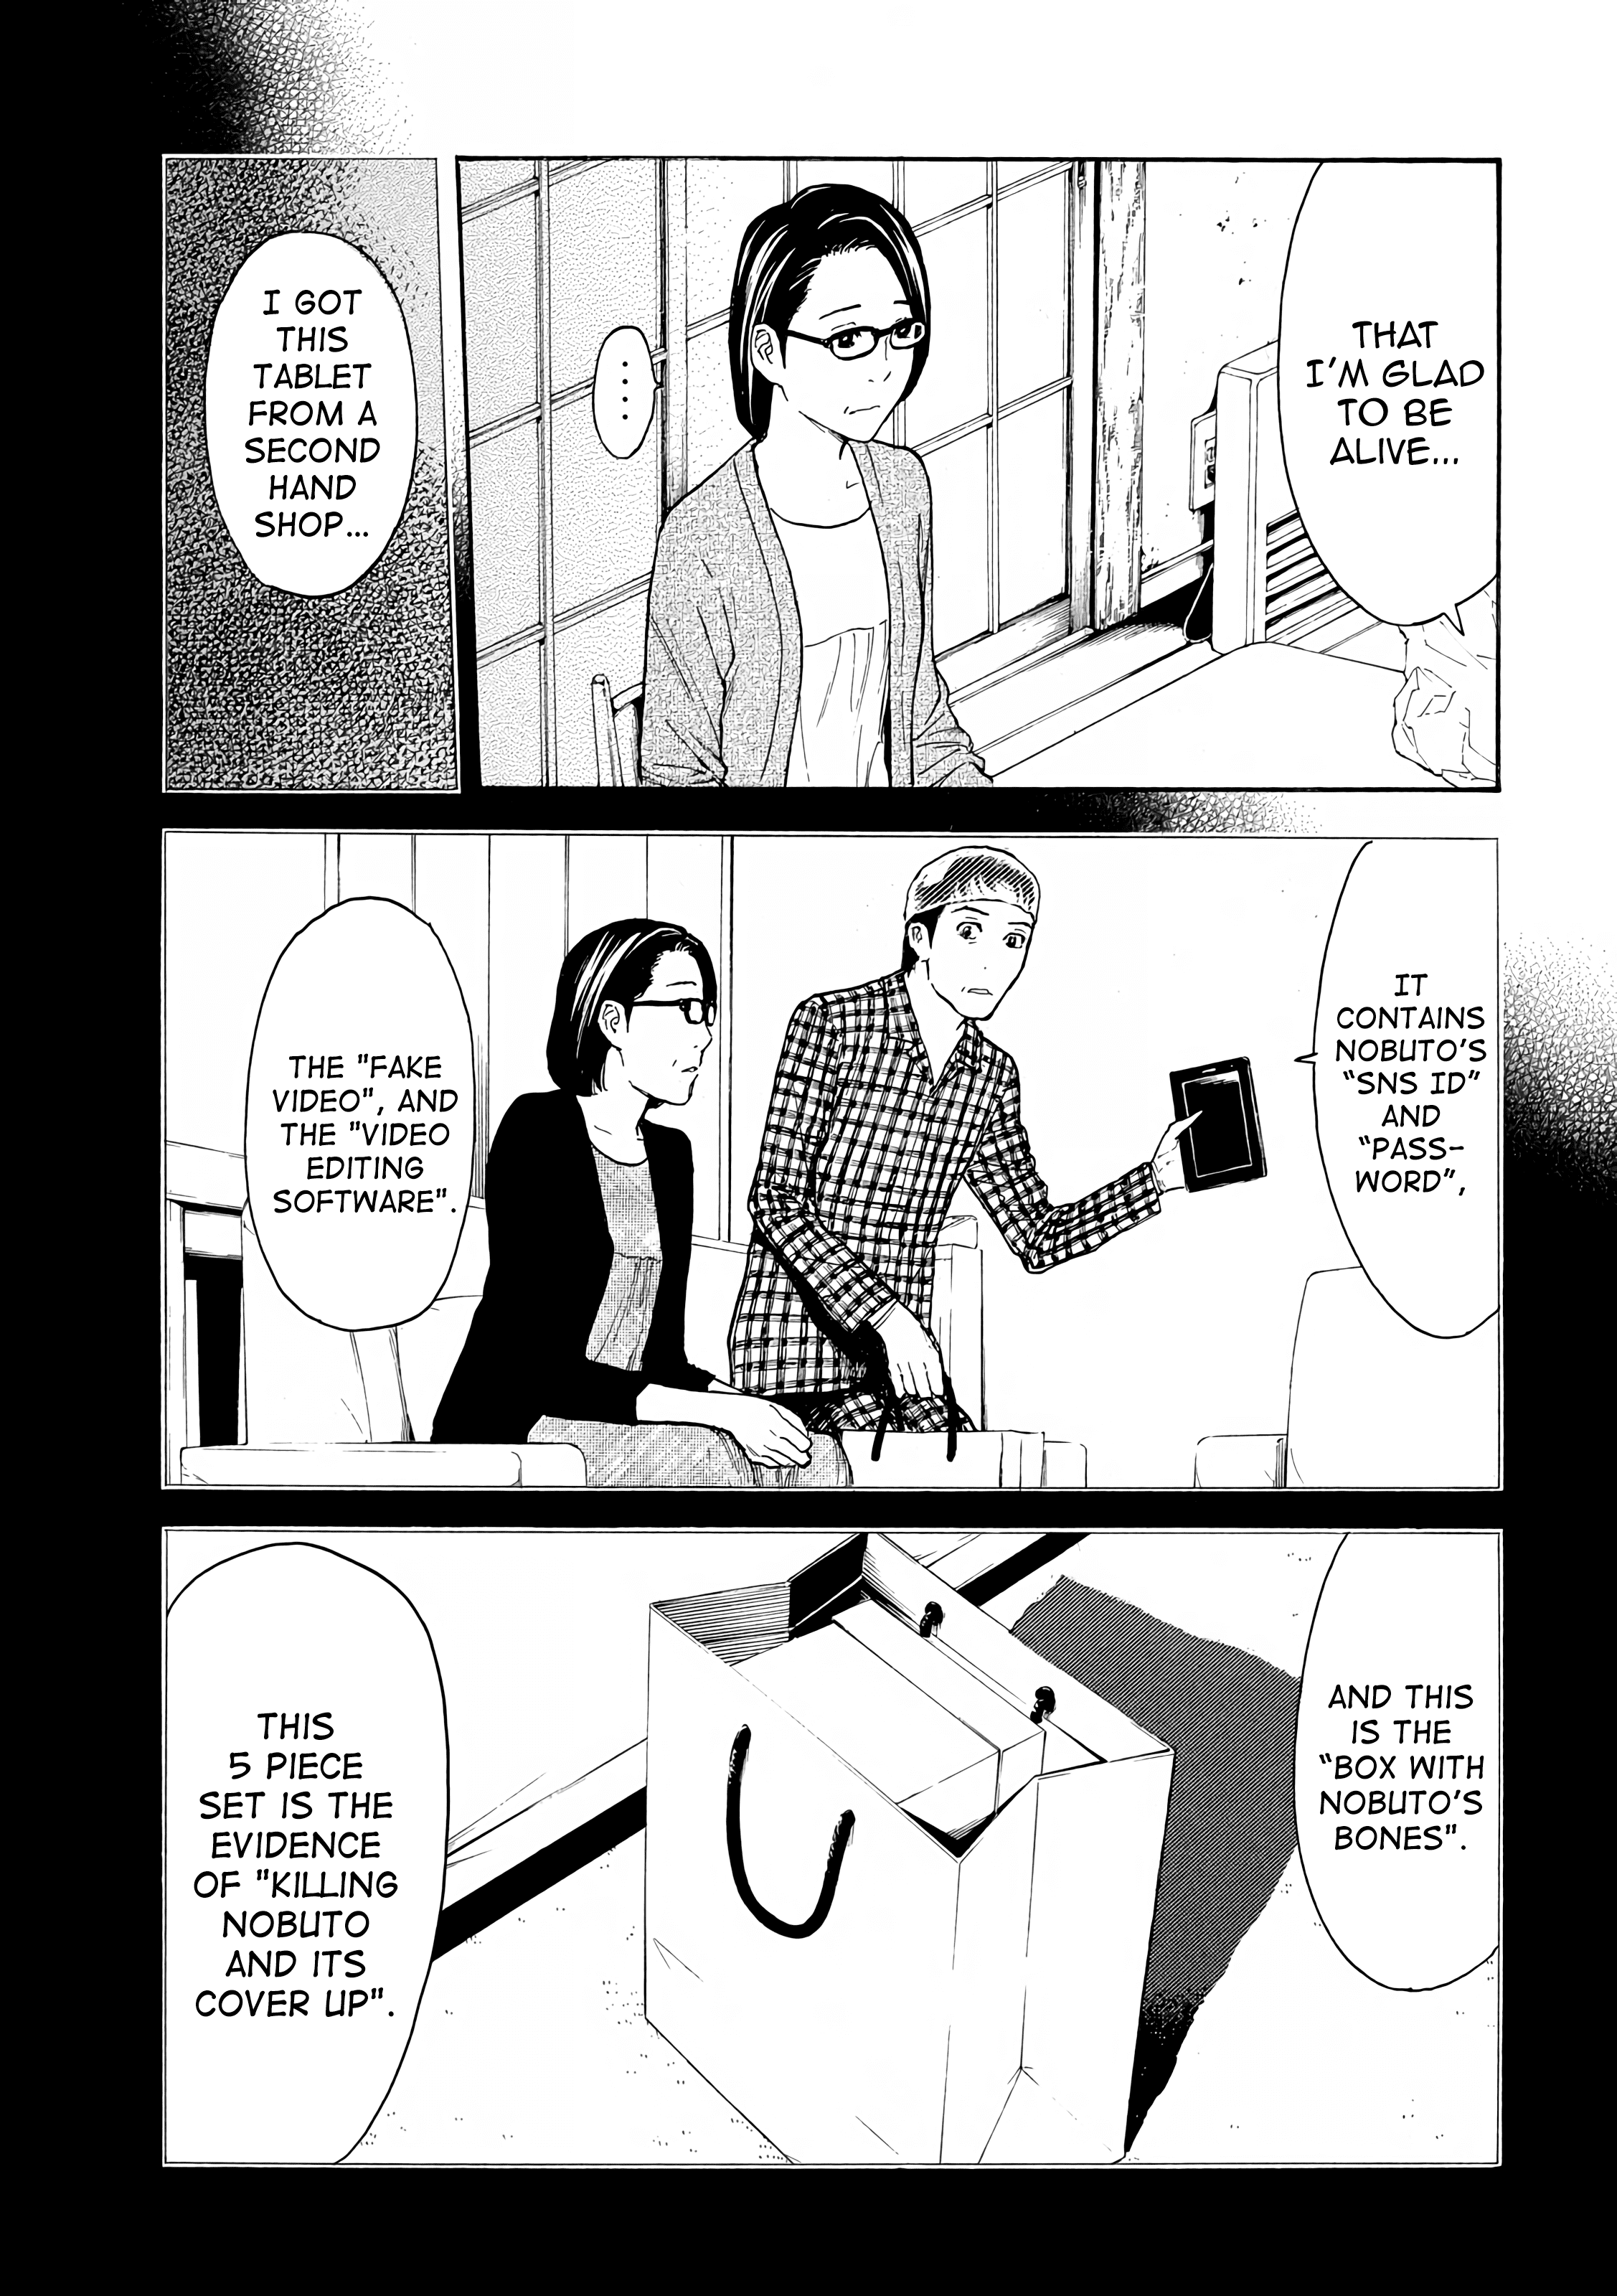 THAT
I'M GLAD
TO BE
ALIVE...
....
I GOT
THIS
TABLET
FROM A
SECOND
HAND
SHOP...
IT
CONTAINS
NOBUTO'S
“SNS ID”
AND
“PASS-
WORD”,
THE "FAKE
VIDEO", AND
THE "VIDEO
EDITING
SOFTWARE".
AND THIS
IS THE
“BOX WITH
NOBUTO'S
BONES".
THIS
5 PIECE
SET IS THE
EVIDENCE
OF "KILLING
NOBUTO
AND ITS
COVER UP".